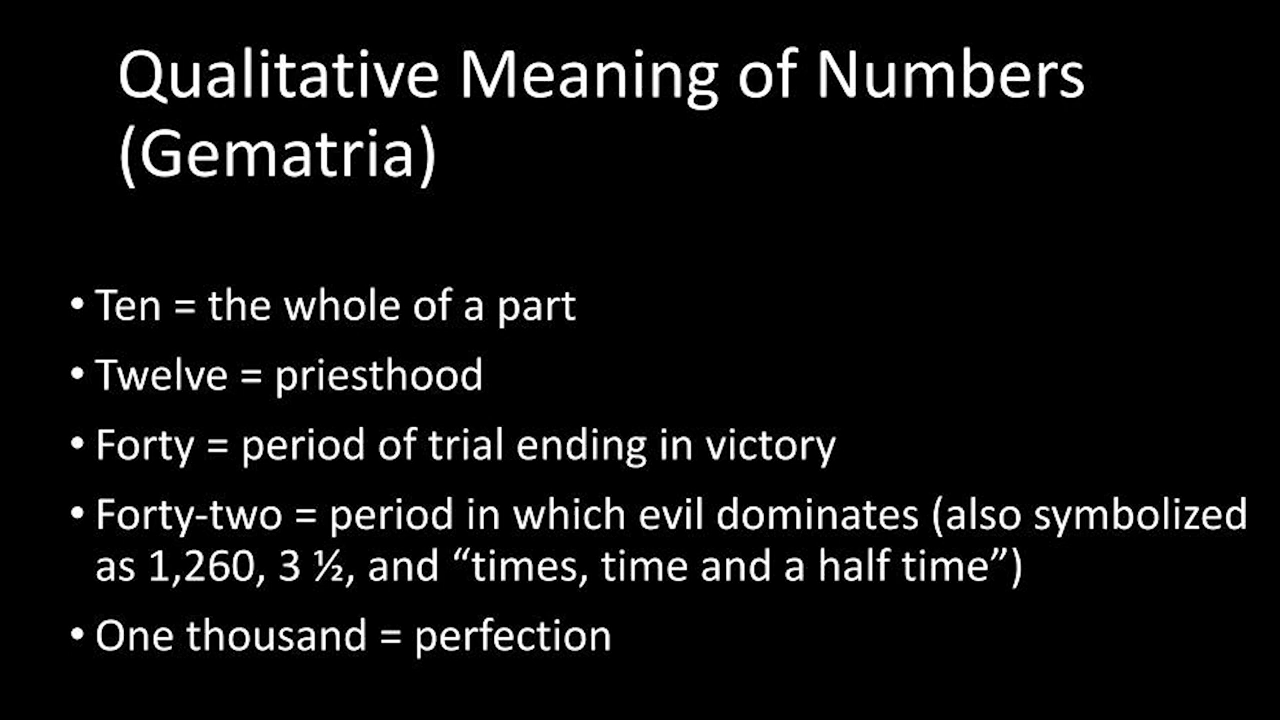 Qualitative Meaning of Numbers
(Gematria)
• Ten = the whole of a part
• Twelve = priesthood
• Forty = period of trial ending in victory
• Forty-two = period in which evil dominates (also symbolized
as 1,260, 3 ½, and “times, time and a half time”)
• One thousand = perfection